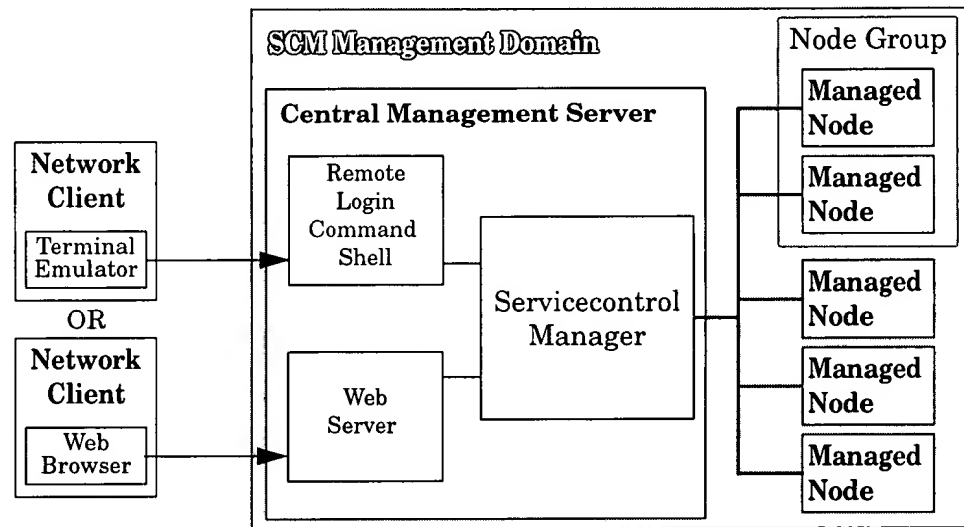 SCM Management Domain
Node Group
Managed
Node
Managed
Node
Central Management Server
Network
Client
Terminal
Emulator
OR
Network
Client
Web
Browser
Remote
Login
Command
Shell
Web
Server
Servicecontrol
Manager
Managed
Node
Managed
Node
Managed
Node